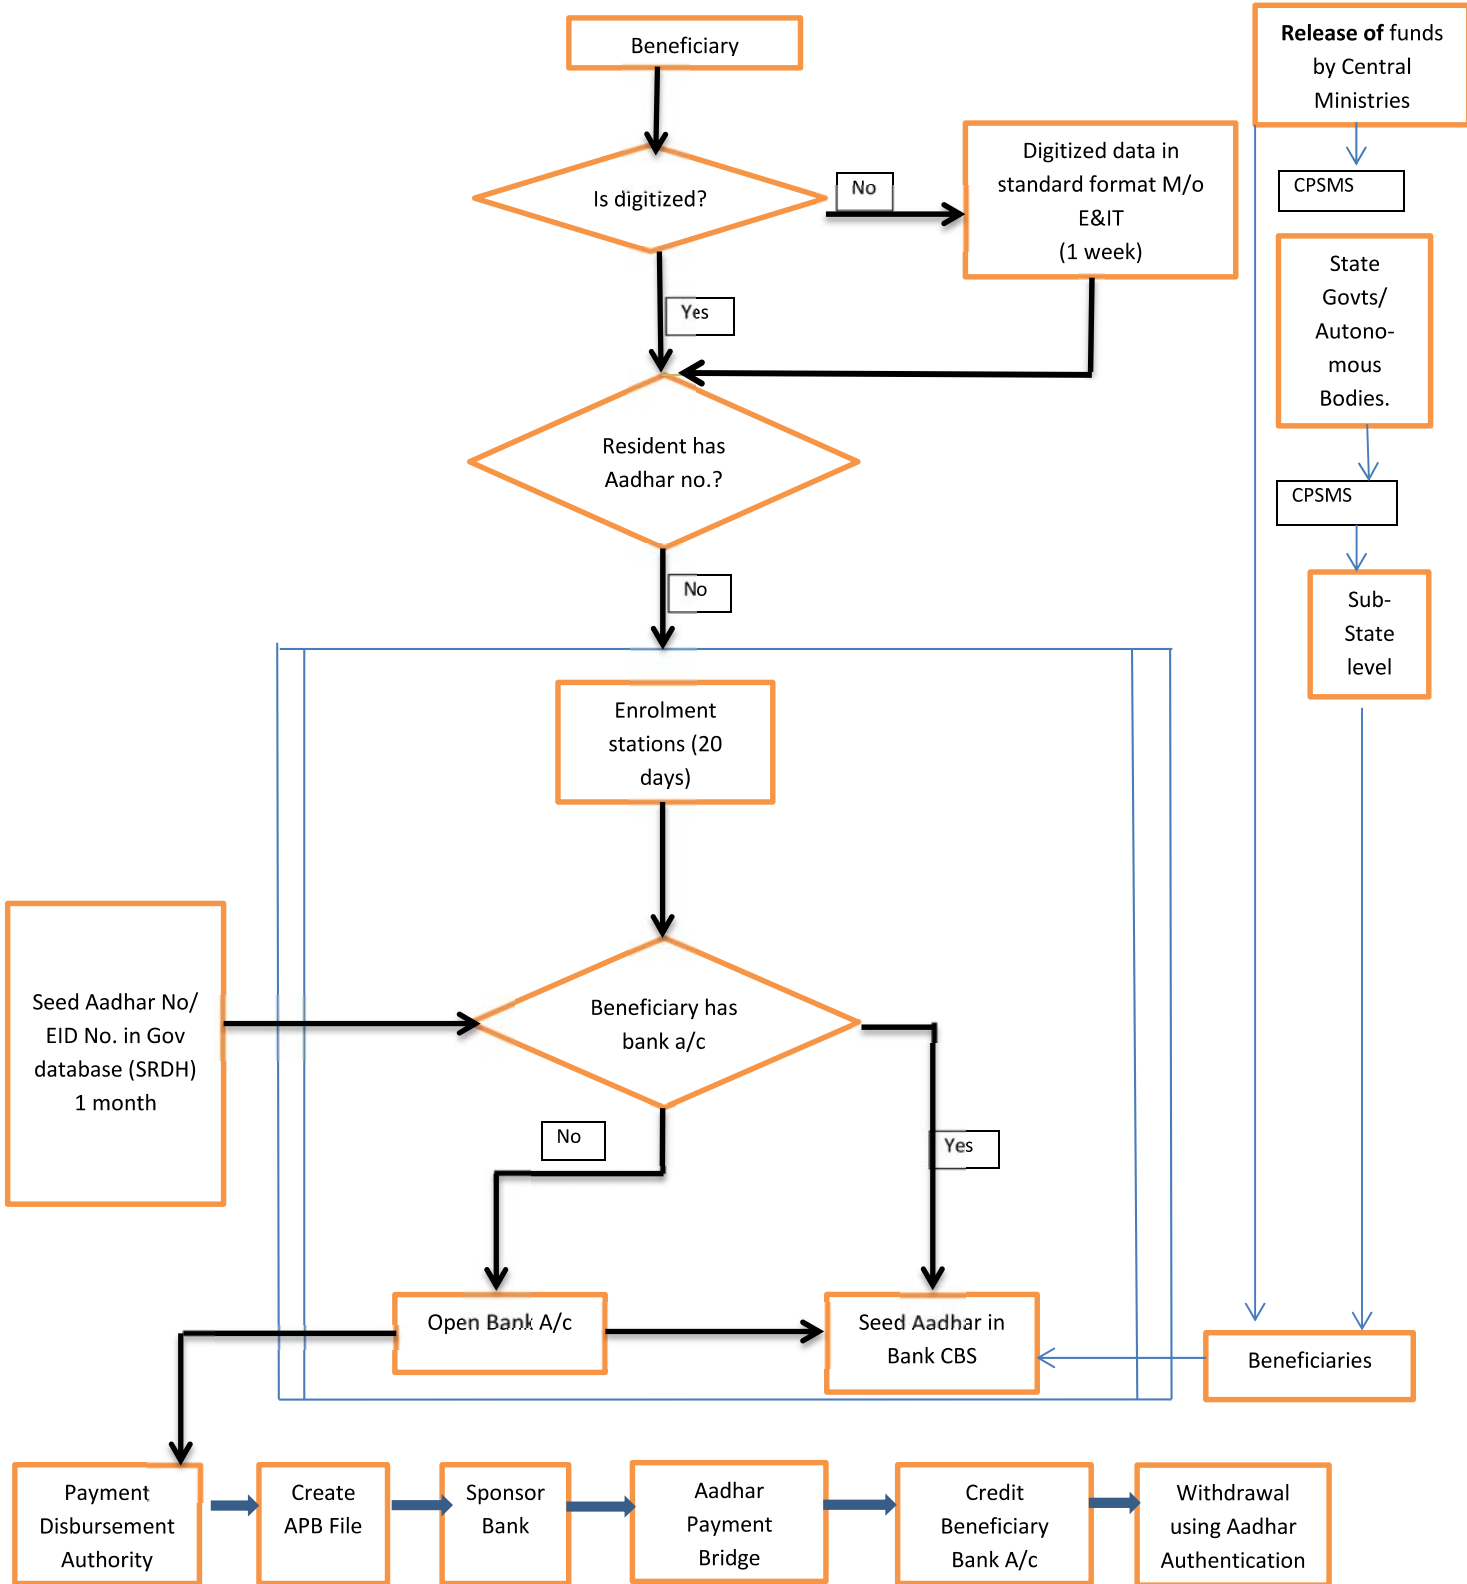 Beneficiary
Is digitized?
No
Digitized data in
standard format M/o
E&IT
(1 week)
Yes
Resident has
Aadhar no.?
No
Enrolment
stations (20
days)
Seed Aadhar No/
EID No. in Gov
database (SRDH)
1 month
Beneficiary has
bank a/c
No
Yes
Open Bank A/c
Seed Aadhar in
Bank CBS
Release of funds
by Central
Ministries
CPSMS
State
Govts/
Autono-
mous
Bodies.
CPSMS
Sub-
State
level
Beneficiaries
Payment
Disbursement
Authority
Create
APB File
Sponsor
Bank
Aadhar
Payment
Bridge
Credit
Beneficiary
Bank A/c
Withdrawal
using Aadhar
Authentication